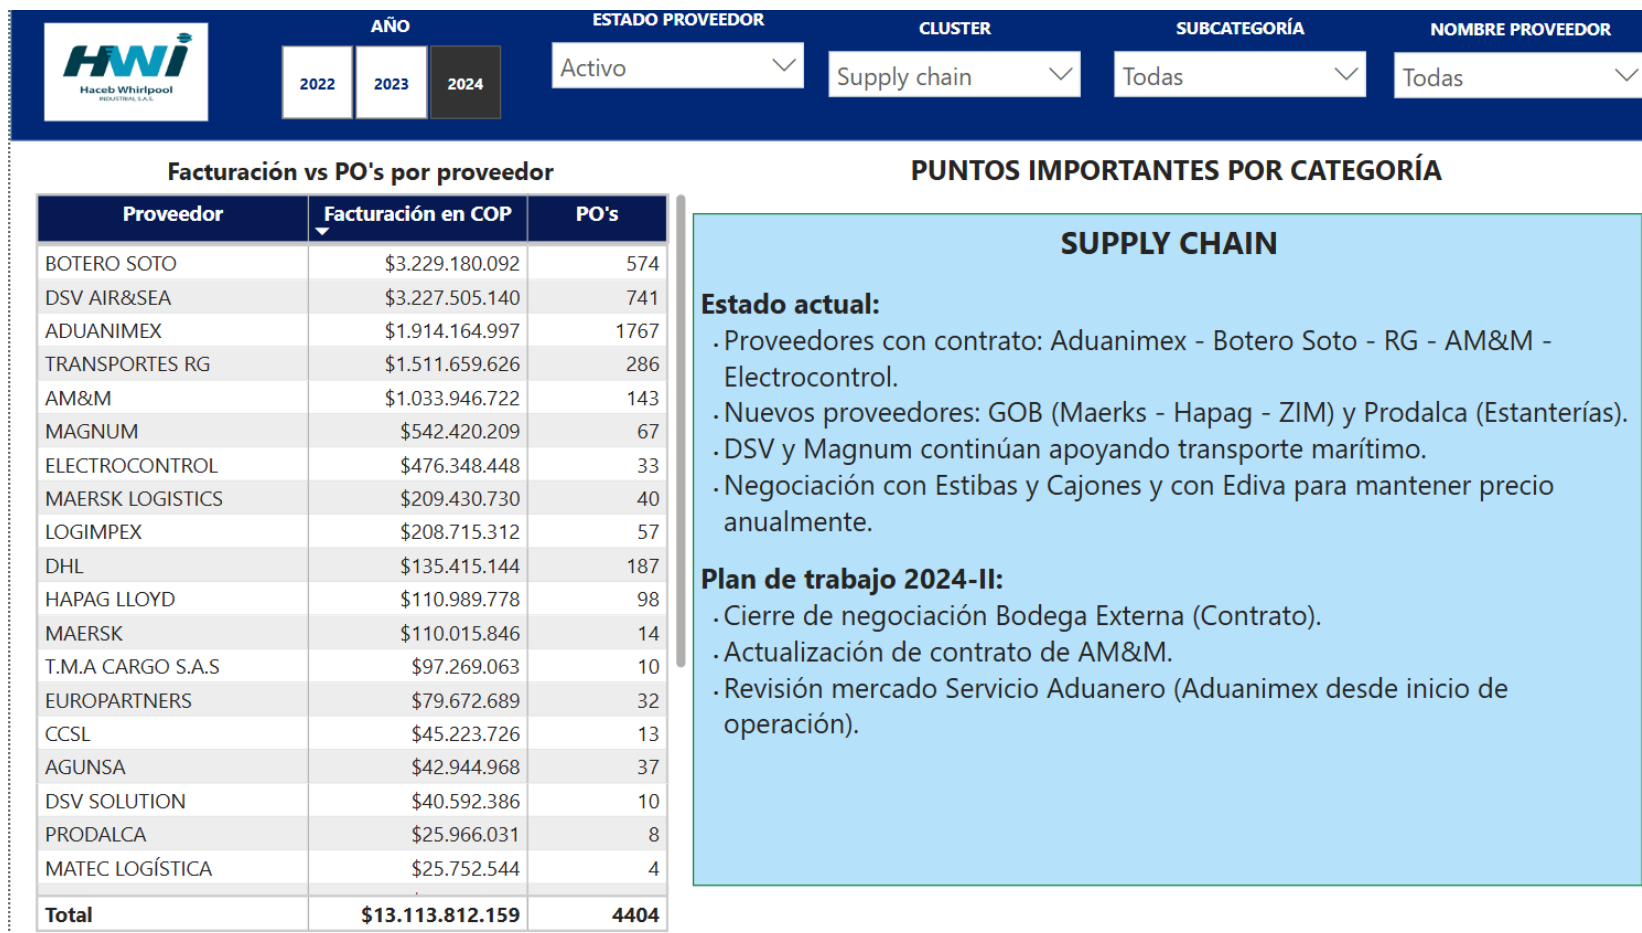 HWI
Haceb Whirlpool
INDUSTRIAL S.A.S.
AÑO
2022 2023 2024
ESTADO PROVEEDOR
Activo
CLUSTER
Supply chain
SUBCATEGORÍA
Todas
NOMBRE PROVEEDOR
Todas
Facturación vs PO's por proveedor
Proveedor Facturación en COP PO's
BOTERO SOTO $3.229.180.092 574
DSV AIR&SEA $3.227.505.140 741
ADUANIMEX $1.914.164.997 1767
TRANSPORTES RG $1.511.659.626 286
AM&M $1.033.946.722 143
MAGNUM $542.420.209 67
ELECTROCONTROL $476.348.448 33
MAERSK LOGISTICS $209.430.730 40
LOGIMPEX $208.715.312 57
DHL $135.415.144 187
HAPAG LLOYD $110.989.778 98
MAERSK $110.015.846 14
T.M.A CARGO S.A.S $97.269.063 10
EUROPARTNERS $79.672.689 32
CCSL $45.223.726 13
AGUNSA $42.944.968 37
DSV SOLUTION $40.592.386 10
PRODALCA $25.966.031 8
MATEC LOGÍSTICA $25.752.544 4
Total $13.113.812.159 4404
PUNTOS IMPORTANTES POR CATEGORÍA
SUPPLY CHAIN
Estado actual:
· Proveedores con contrato: Aduanimex - Botero Soto - RG - AM&M -
Electrocontrol.
· Nuevos proveedores: GOB (Maerks - Hapag - ZIM) y Prodalca (Estanterías).
· DSV y Magnum continúan apoyando transporte marítimo.
· Negociación con Estibas y Cajones y con Ediva para mantener precio
anualmente.
Plan de trabajo 2024-II:
· Cierre de negociación Bodega Externa (Contrato).
· Actualización de contrato de AM&M.
· Revisión mercado Servicio Aduanero (Aduanimex desde inicio de
operación).